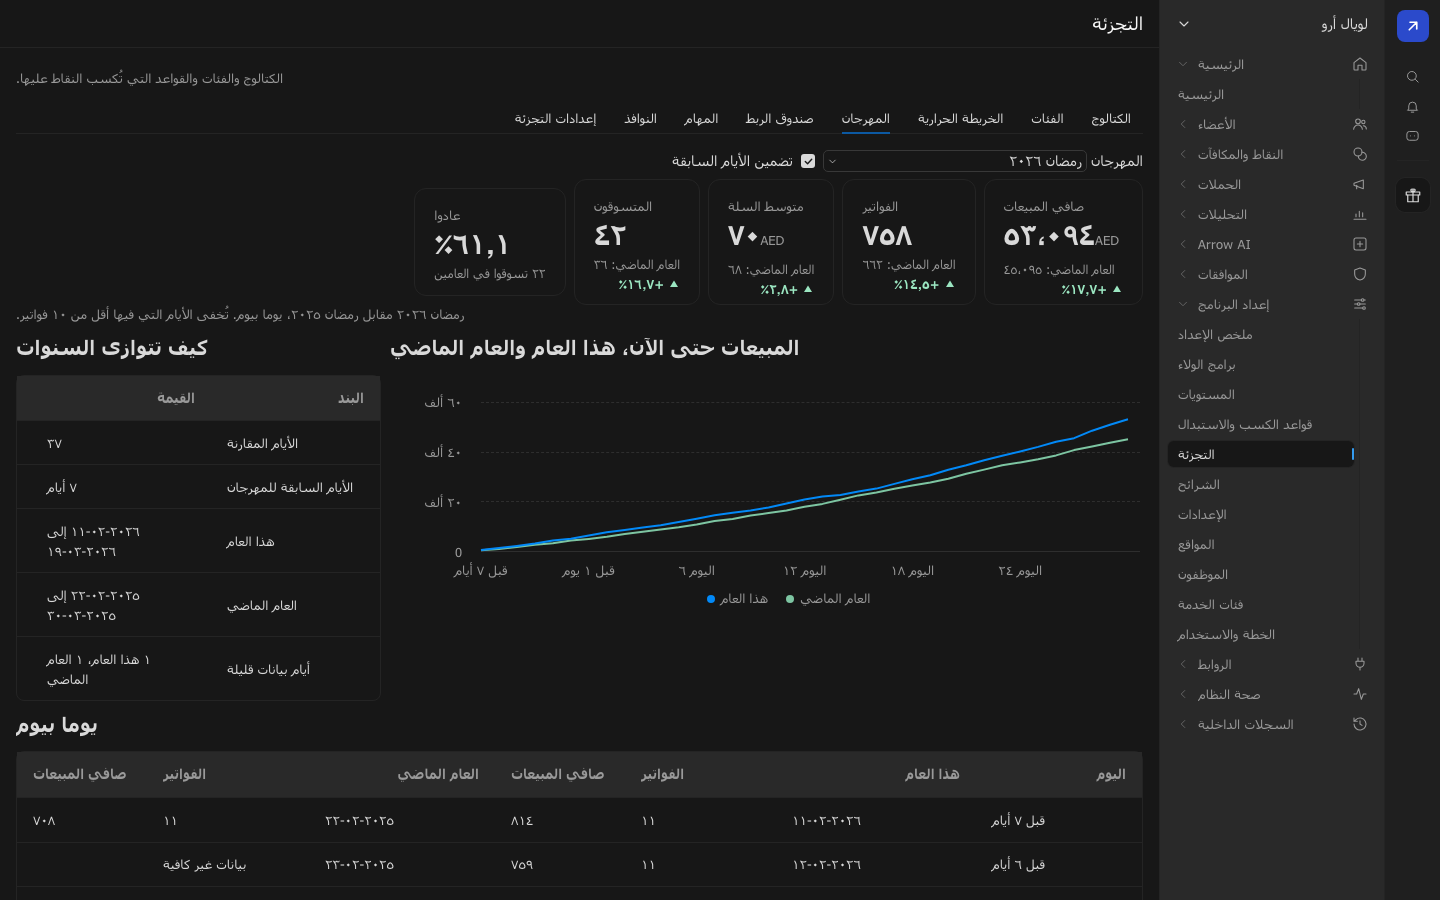 لويال أرو
الرئيسية
الرئيسية
الأعضاء
النقاط والمكافآت
الحملات
التحليلات
Arrow AI
الموافقات
إعداد البرنامج
ملخص الإعداد
برامج الولاء
المستويات
قواعد الكسب والاستبدال
التجزئة
الشرائح
الإعدادات
المواقع
الموظفون
فئات الخدمة
الخطة والاستخدام
الروابط
صحة النظام
السجلات الداخلية
التجزئة
الكتالوج والفئات والقواعد التي تُكسب النقاط عليها.
الكتالوج الفئات الخريطة الحرارية المهرجان صندوق الربط المهام النوافذ إعدادات التجزئة
المهرجان رمضان ٢٠٢٦ تضمين الأيام السابقة
صافي المبيعات
٥٣،٠٩٤AED
العام الماضي: ٤٥،٠٩٥
+١٧,٧٪
الفواتير
٧٥٨
العام الماضي: ٦٦٢
+١٤,٥٪
متوسط السلة
٧٠AED
العام الماضي: ٦٨
+٢,٨٪
المتسوقون
٤٢
العام الماضي: ٣٦
+١٦,٧٪
عادوا
٦١,١٪
٢٢ تسوقوا في العامين
رمضان ٢٠٢٦ مقابل رمضان ٢٠٢٥، يوما بيوم. تُخفى الأيام التي فيها أقل من ١٠ فواتير.
المبيعات حتى الآن، هذا العام والعام الماضي
٦٠ ألف
٤٠ ألف
٢٠ ألف
0
قبل ٧ أيام قبل ١ يوم اليوم ٦ اليوم ١٢ اليوم ١٨ اليوم ٢٤
هذا العام العام الماضي
كيف تتوازى السنوات
البند القيمة
الأيام المقارنة ٣٧
الأيام السابقة للمهرجان ٧ أيام
هذا العام ٢٠٢٦-٠٢-١١ إلى
٢٠٢٦-٠٣-١٩
العام الماضي ٢٠٢٥-٠٢-٢٢ إلى
٢٠٢٥-٠٣-٣٠
أيام بيانات قليلة ١ هذا العام، ١ العام
الماضي
يوما بيوم
اليوم هذا العام الفواتير صافي المبيعات العام الماضي الفواتير صافي المبيعات
قبل ٧ أيام ٢٠٢٦-٠٢-١١ ١١ ٨١٤ ٢٠٢٥-٠٢-٢٢ ١١ ٧٠٨
قبل ٦ أيام ٢٠٢٦-٠٢-١٢ ١١ ٧٥٩ ٢٠٢٥-٠٢-٢٣ بيانات غير كافية